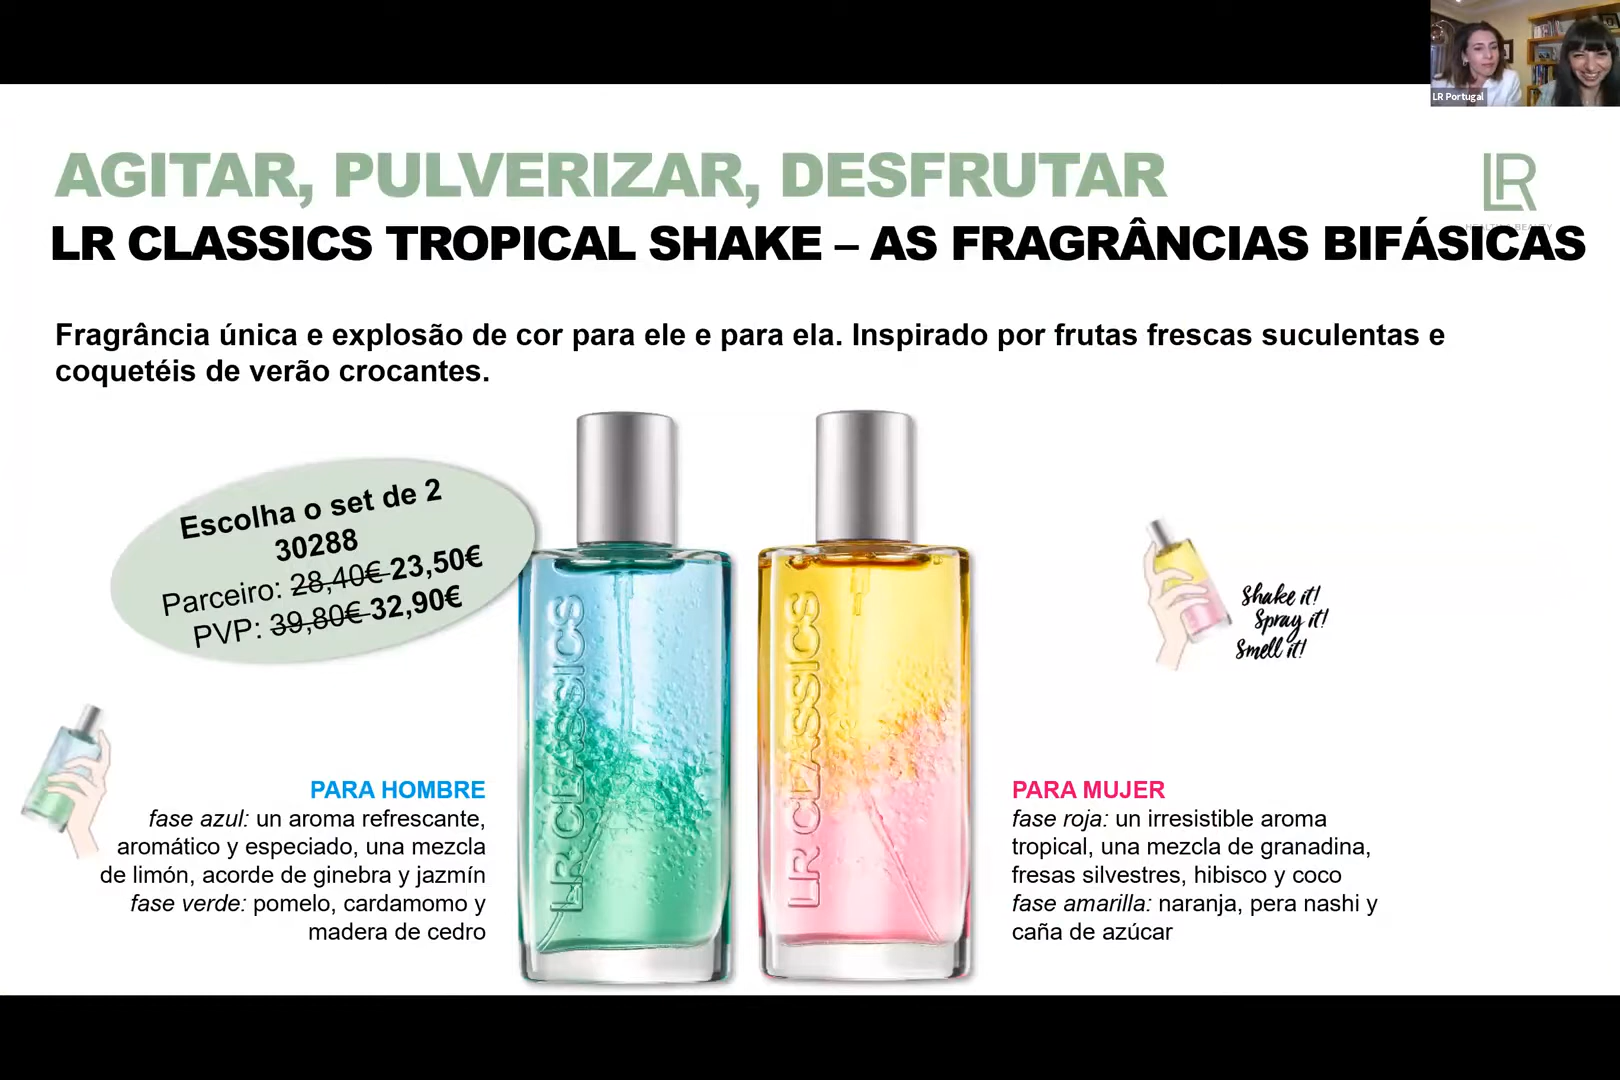 LR Portugal
AGITAR, PULVERIZAR, DESFRUTAR
LR
HEALTH & BEAUTY
LR CLASSICS TROPICAL SHAKE – AS FRAGRÂNCIAS BIFÁSICAS
Fragrância única e explosão de cor para ele e para ela. Inspirado por frutas frescas suculentas e
coquetéis de verão crocantes.
Escolha o set de 2
30288
Parceiro: 28,40€ 23,50€
PVP: 39,80€ 32,90€
LR CLASSICS
LR CLASSICS
Shake it!
Spray it!
Smell it!
PARA HOMBRE
fase azul: un aroma refrescante,
aromático y especiado, una mezcla
de limón, acorde de ginebra y jazmín
fase verde: pomelo, cardamomo y
madera de cedro
PARA MUJER
fase roja: un irresistible aroma
tropical, una mezcla de granadina,
fresas silvestres, hibisco y coco
fase amarilla: naranja, pera nashi y
caña de azúcar